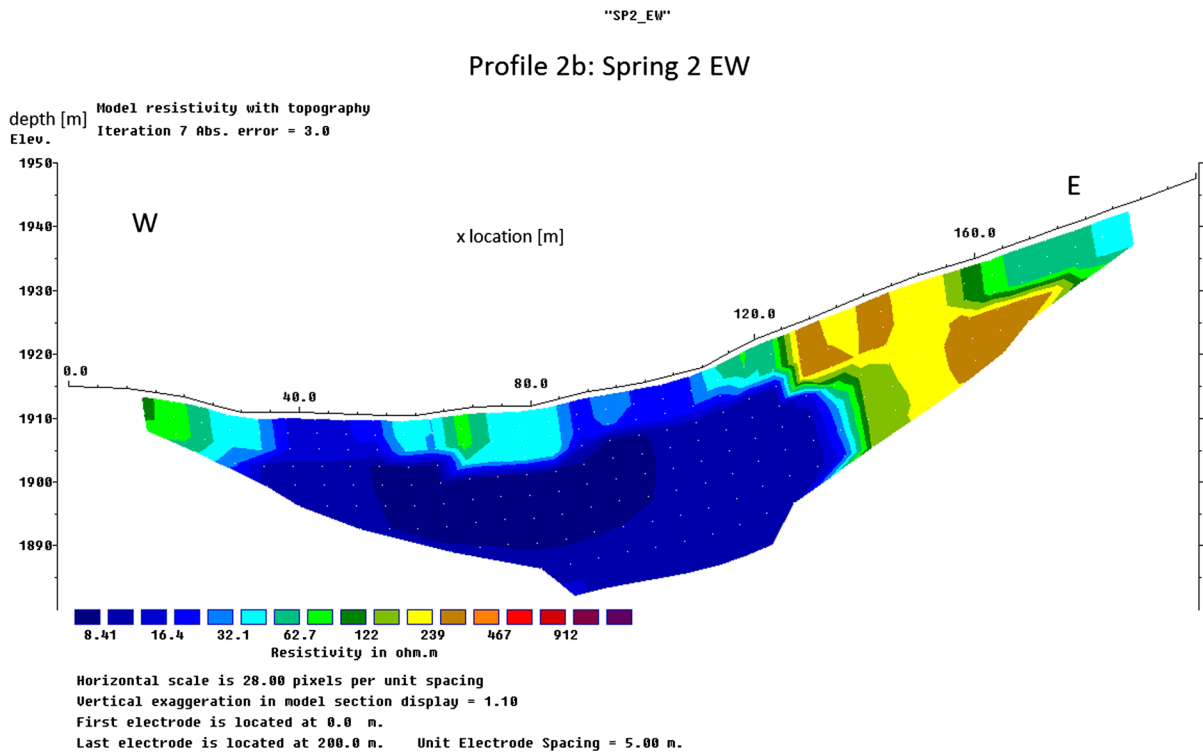 "SP2_EW"
Profile 2b: Spring 2 EW
depth [m] Model resistivity with topography
Iteration 7 Abs. error = 3.0
Elev.
1950
W
E
1940
x location [m]
160.0
1930
120.0
1920
0.0
80.0
40.0
1910
1900
1890
8.41 16.4 32.1 62.7 122 239 467 912
Resistivity in ohm.m
Horizontal scale is 28.00 pixels per unit spacing
Vertical exaggeration in model section display = 1.10
First electrode is located at 0.0 m.
Last electrode is located at 200.0 m. Unit Electrode Spacing = 5.00 m.